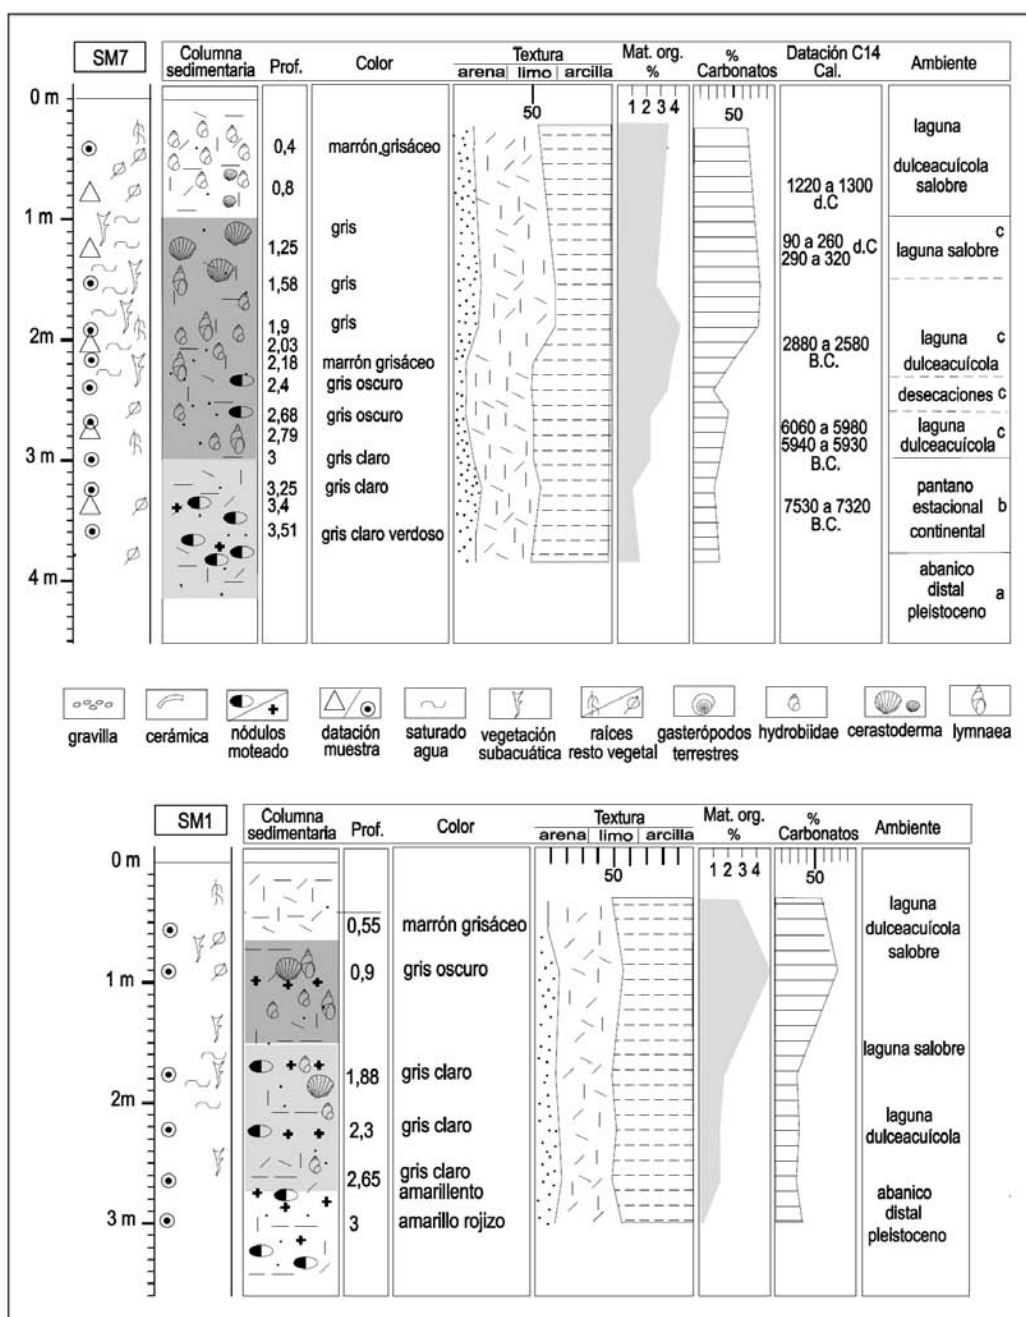 SM7
Columna
sedimentaria
Prof.
Color
Textura
arena limo arcilla
50
Mat. org.
%
1 2 3 4
%
Carbonatos
50
Datación C14
Cal.
Ambiente
0 m
1 m
2m
3 m
4 m
0,4
0,8
1,25
1,58
1,9
2,03
2,18
2,4
2,68
2,79
3
3,25
3,4
3,51
marrón grisáceo
gris
gris
gris
marrón grisáceo
gris oscuro
gris oscuro
gris claro
gris claro
gris claro verdoso
1220 a 1300
d.C
90 a 260 d.C
290 a 320
2880 a 2580
B.C.
6060 a 5980
5940 a 5930
B.C.
7530 a 7320
B.C.
laguna
dulceacuícola
salobre
c
laguna salobre
laguna c
dulceacuícola
desecaciones c
laguna c
dulceacuícola
pantano
estacional b
continental
abanico
distal a
pleistoceno
gravilla
cerámica
nódulos
moteado
datación
muestra
saturado
agua
vegetación
subacuática
raíces
resto vegetal
gasterópodos
terrestres
hydrobiidae
cerastoderma
lymnaea
SM1
Columna
sedimentaria
Prof.
Color
Textura
arena limo arcilla
50
Mat. org.
%
1 2 3 4
%
Carbonatos
50
Ambiente
0 m
1 m
2m
3 m
0,55
0,9
1,88
2,3
2,65
3
marrón grisáceo
gris oscuro
gris claro
gris claro
gris claro
amarillento
amarillo rojizo
laguna
dulceacuícola
salobre
laguna salobre
laguna
dulceacuícola
abanico
distal
pleistoceno